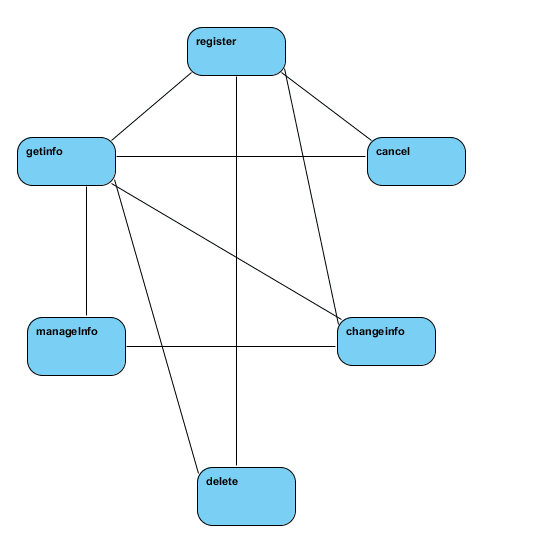 register
getinfo
cancel
manageInfo
changeinfo
delete